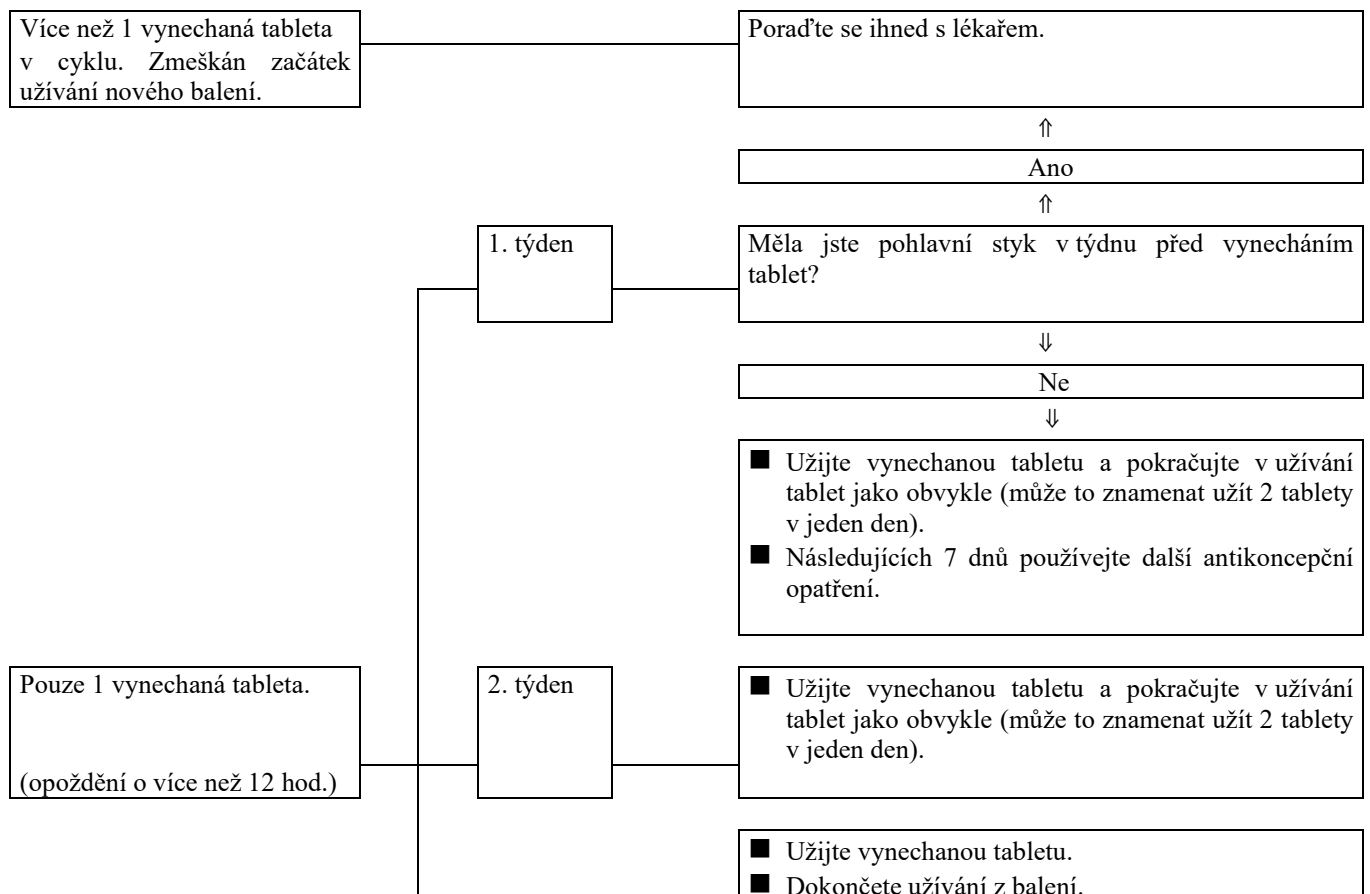 Více než 1 vynechaná tableta
v cyklu. Zmeškán začátek
užívání nového balení.
Poraďte se ihned s lékařem.
⇑
Ano
⇑
1. týden
Měla jste pohlavní styk v týdnu před vynecháním
tablet?
⇓
Ne
⇓
■ Užijte vynechanou tabletu a pokračujte v užívání
tablet jako obvykle (může to znamenat užít 2 tablety
v jeden den).
■ Následujících 7 dnů používejte další antikoncepční
opatření.
Pouze 1 vynechaná tableta.
(opoždění o více než 12 hod.)
2. týden
■ Užijte vynechanou tabletu a pokračujte v užívání
tablet jako obvykle (může to znamenat užít 2 tablety
v jeden den).
■ Užijte vynechanou tabletu.
■ Dokončete užívání z balení.